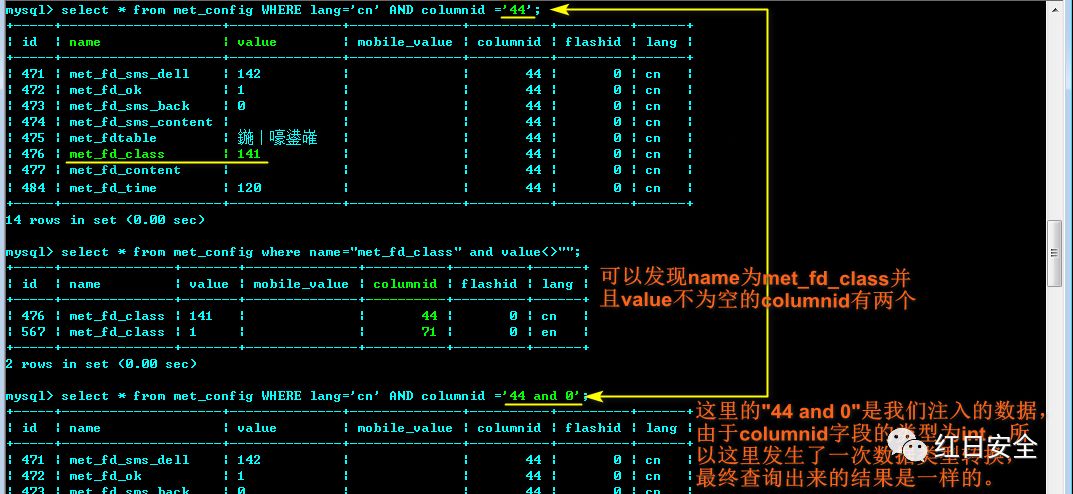 mysql> select * from met_config WHERE lang='cn' AND columnid ='44';
| id | name | value | mobile_value | columnid | flashid | lang |
| 471 | met_fd_sms_dell | 142 | | 44 | 0 | cn |
| 472 | met_fd_ok | 1 | | 44 | 0 | cn |
| 473 | met_fd_sms_back | 0 | | 44 | 0 | cn |
| 474 | met_fd_sms_content | | | 44 | 0 | cn |
| 475 | met_fdtable | | | 44 | 0 | cn |
| 476 | met_fd_class | 141 | | 44 | 0 | cn |
| 477 | met_fd_content | | | 44 | 0 | cn |
| 484 | met_fd_time | 120 | | 44 | 0 | cn |
14 rows in set (0.00 sec)
mysql> select * from met_config where name="met_fd_class" and value<>"";
| id | name | value | mobile_value | columnid | flashid | lang |
| 476 | met_fd_class | 141 | | 44 | 0 | cn |
| 567 | met_fd_class | 1 | | 71 | 0 | en |
2 rows in set (0.00 sec)
可以发现name为met_fd_class并
且value不为空的columnid有两个
mysql> select * from met_config WHERE lang='cn' AND columnid ='44 and 0';
| id | name | value | mobile_value | columnid | flashid | lang |
| 471 | met_fd_sms_dell | 142 | | 44 | 0 | cn |
| 472 | met_fd_ok | 1 | | 44 | 0 | cn |
| 473 | met_fd_sms_back | 0 | | 44 | 0 | cn |
这里的"44 and 0"是我们注入的数据，
由于columnid字段的类型为int，所
以这里发生了一次数据类型转换，
最终查询出来的结果是一样的。
红日安全